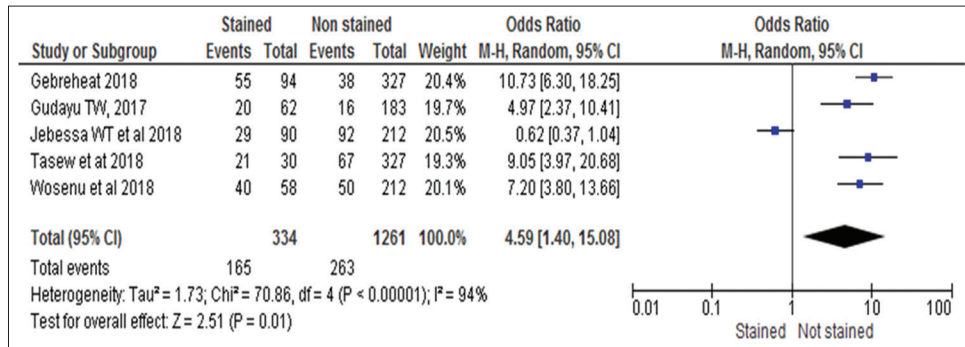 Stained Non stained Odds Ratio Odds Ratio
Study or Subgroup Events Total Events Total Weight M-H, Random, 95% CI M-H, Random, 95% CI
Gebreheat 2018 55 94 38 327 20.4% 10.73 [6.30, 18.25]
Gudayu TW, 2017 20 62 16 183 19.7% 4.97 [2.37, 10.41]
Jebessa WT et al 2018 29 90 92 212 20.5% 0.62 [0.37, 1.04]
Tasew et at 2018 21 30 67 327 19.3% 9.05 [3.97, 20.68]
Wosenu et al 2018 40 58 50 212 20.1% 7.20 [3.80, 13.66]
Total (95% CI) 334 1261 100.0% 4.59 [1.40, 15.08]
Total events 165 263
Heterogeneity: Tau² = 1.73; Chi² = 70.86, df = 4 (P < 0.00001); I² = 94%
Test for overall effect: Z = 2.51 (P = 0.01)
0.01 0.1 1 10 100
Stained Not stained